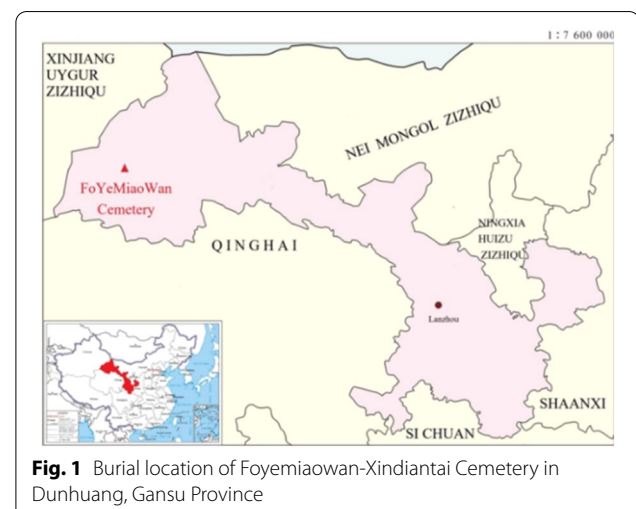 1:7 600 000
XINJIANG
UYGUR
ZIZHIQU
NEI MONGOL ZIZHIQU
FoYeMiaoWan
Cemetery
NINGXIA
HUIZU
ZIZHIQU
QINGHAI
Lanzhou
SHAANXI
SI CHUAN
Fig. 1 Burial location of Foyemiaowan-Xindiantai Cemetery in
Dunhuang, Gansu Province